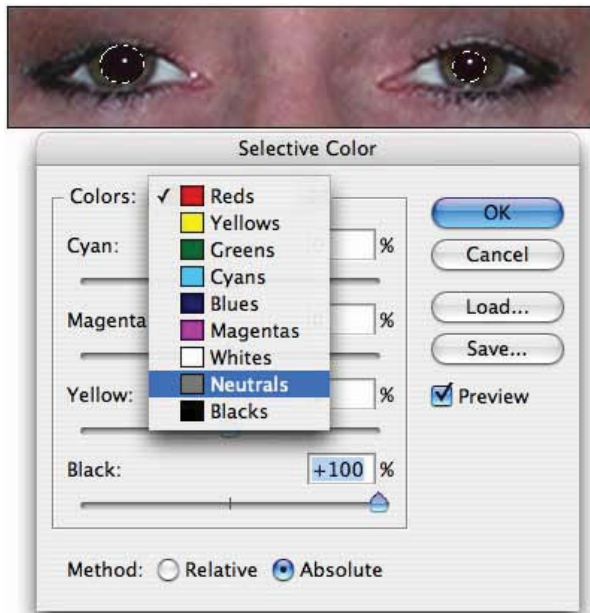 Selective Color
Colors: ✓ Reds
Yellows
Greens
Cyans
Blues
Magentas
Whites
Neutrals
Blacks
Cyan: %
Magenta %
Yellow: %
Black: +100 %
Method: Relative Absolute
OK
Cancel
Load...
Save...
Preview